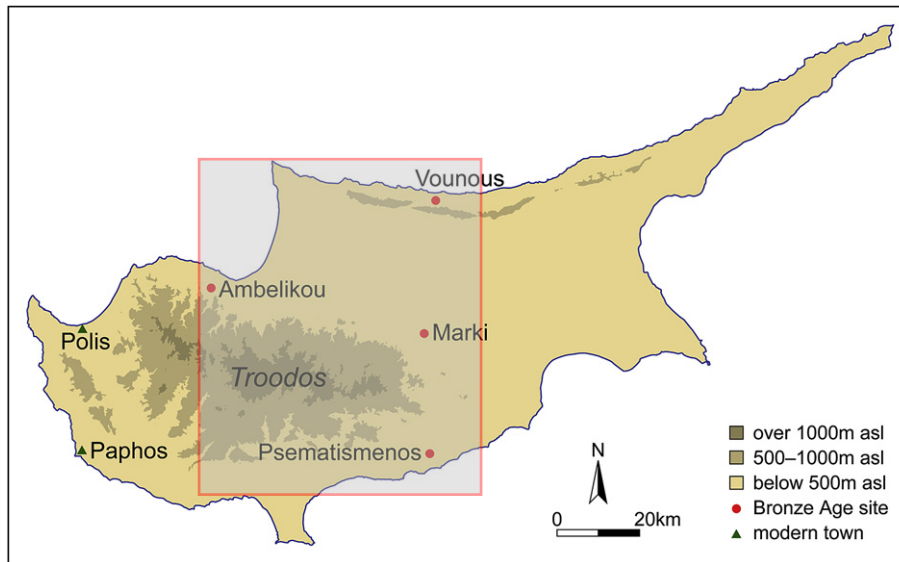 Vounous
Ambelikou
Polis
Marki
Troodos
Paphos
Psematismenos
over 1000m asl
500–1000m asl
below 500m asl
Bronze Age site
modern town
N
0 20km